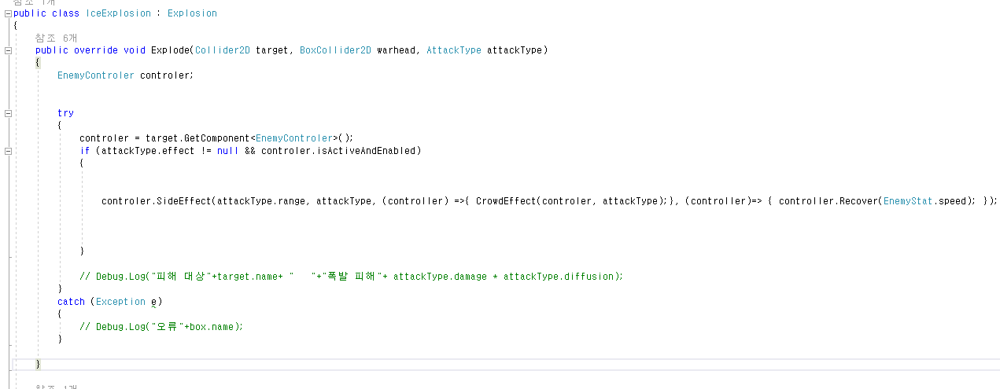 참조 1개
public class IceExplosion : Explosion
{
참조 6개
public override void Explode(Collider2D target, BoxCollider2D warhead, AttackType attackType)
{
EnemyControler controler;
try
{
controler = target.GetComponent<EnemyControler>();
if (attackType.effect != null && controler.isActiveAndEnabled)
{
controler.SideEffect(attackType.range, attackType, (controller) =>{ CrowdEffect(controler, attackType);}, (controller)=> { controller.Recover(EnemyStat.speed); });
}
// Debug.Log("피해 대상"+target.name+ "   "+"폭발 피해"+ attackType.damage * attackType.diffusion);
}
catch (Exception e)
{
// Debug.Log("오류"+box.name);
}
}
참조 1개